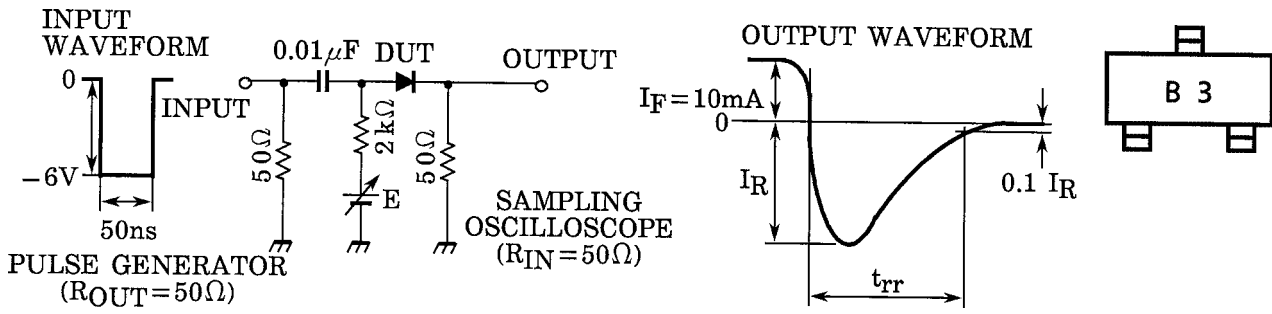 INPUT
WAVEFORM
0
−6V
50ns
PULSE GENERATOR
(ROUT=50Ω)
INPUT
0.01μF
DUT
OUTPUT
50Ω
2kΩ
E
50Ω
SAMPLING
OSCILLOSCOPE
(RIN=50Ω)
OUTPUT WAVEFORM
IF=10mA
0
IR
0.1 IR
trr
B 3